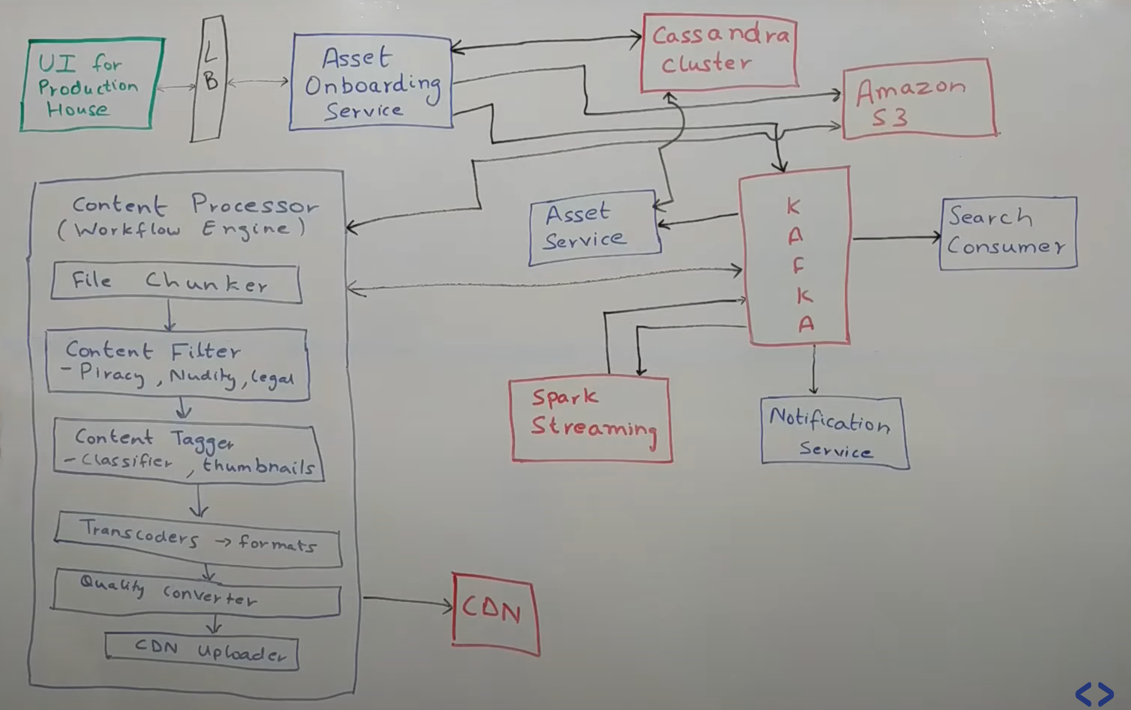 UI for
Production
House
L
B
Asset
Onboarding
Service
Cassandra
Cluster
Amazon
S3
Content Processor
(Workflow Engine)
File Chunker
Content Filter
- Piracy, Nudity, Legal
Content Tagger
- Classifier, thumbnails
Transcoders → formats
Quality Converter
CDN Uploader
Asset
Service
K
A
F
K
A
Search
Consumer
Spark
Streaming
Notification
Service
CDN
<>